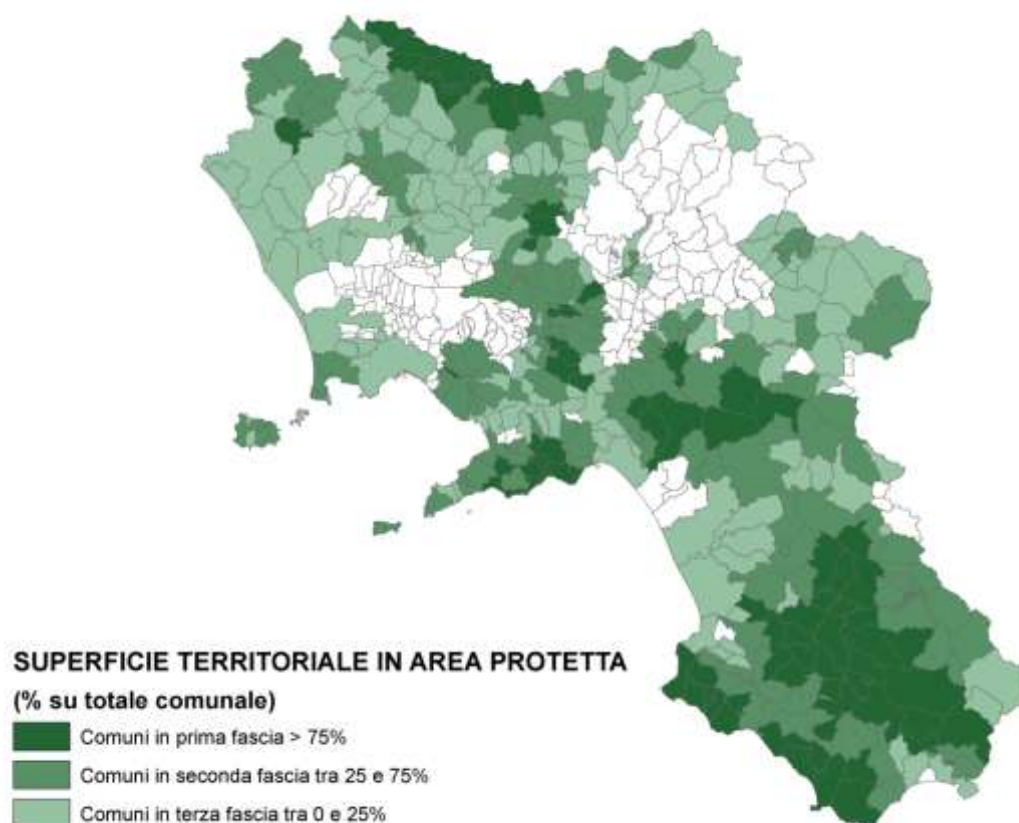 SUPERFICIE TERRITORIALE IN AREA PROTETTA
(% su totale comunale)
Comuni in prima fascia > 75%
Comuni in seconda fascia tra 25 e 75%
Comuni in terza fascia tra 0 e 25%